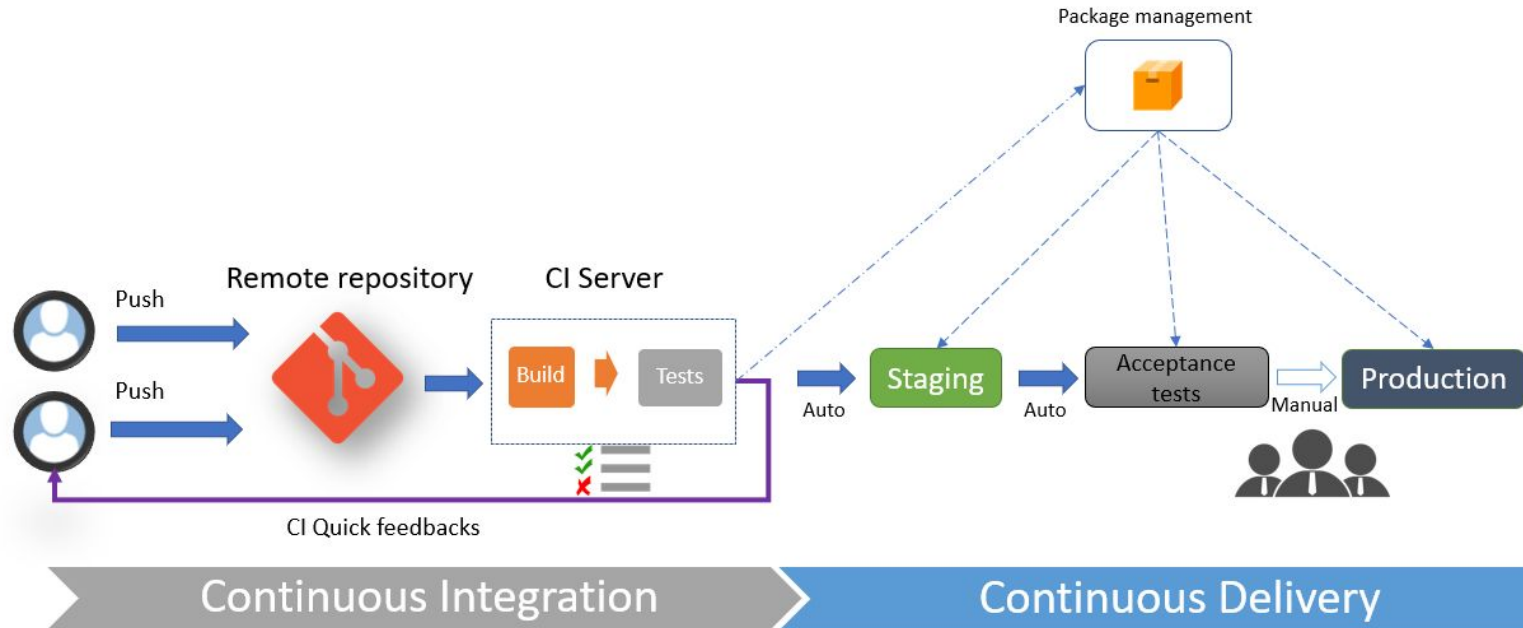 Package management
Remote repository
CI Server
Push
Push
Build
Tests
Staging
Acceptance
tests
Production
Auto
Auto
Manual
CI Quick feedbacks
Continuous Integration
Continuous Delivery